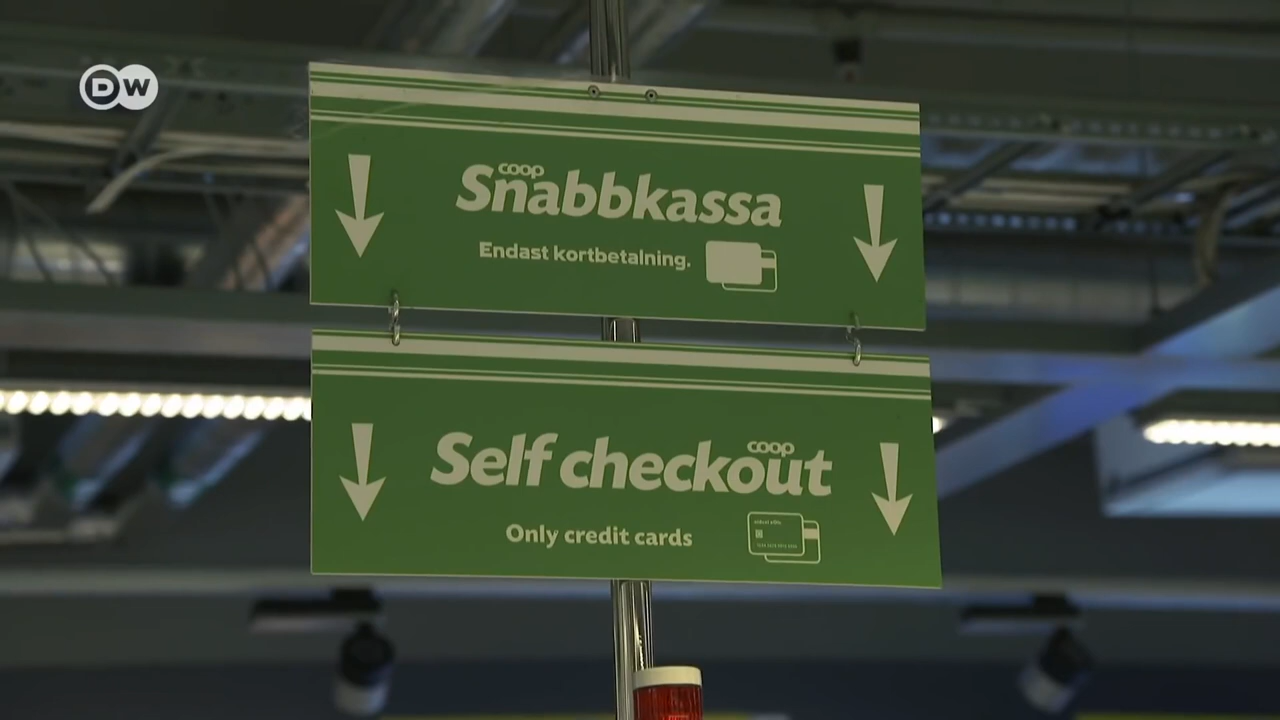 DW
coop
Snabbkassa
Endast kortbetalning.
coop
Self checkout
Only credit cards